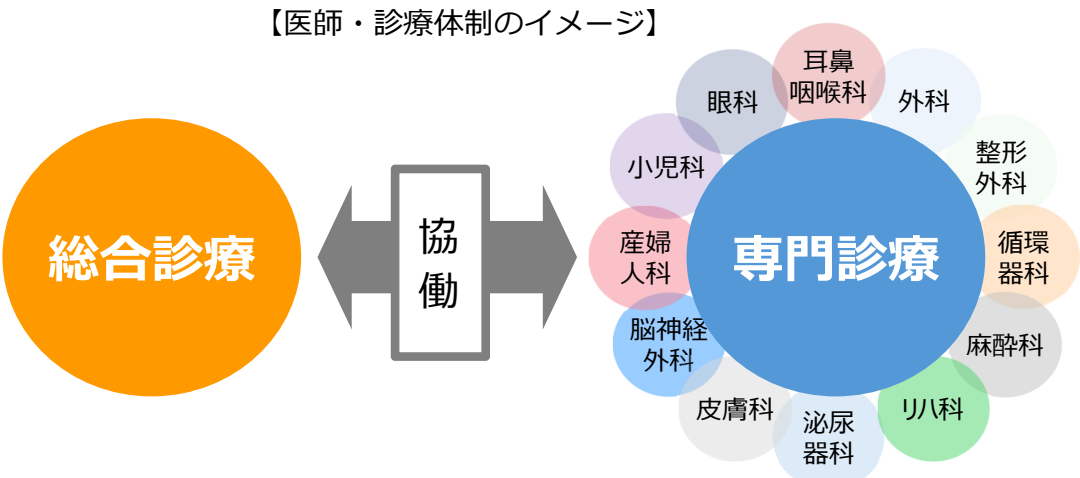 【医師・診療体制のイメージ】
総合診療
協
働
専門診療
耳鼻
咽喉科
外科
整形
外科
循環
器科
麻酔科
リハ科
泌尿
器科
皮膚科
脳神経
外科
産婦
人科
小児科
眼科